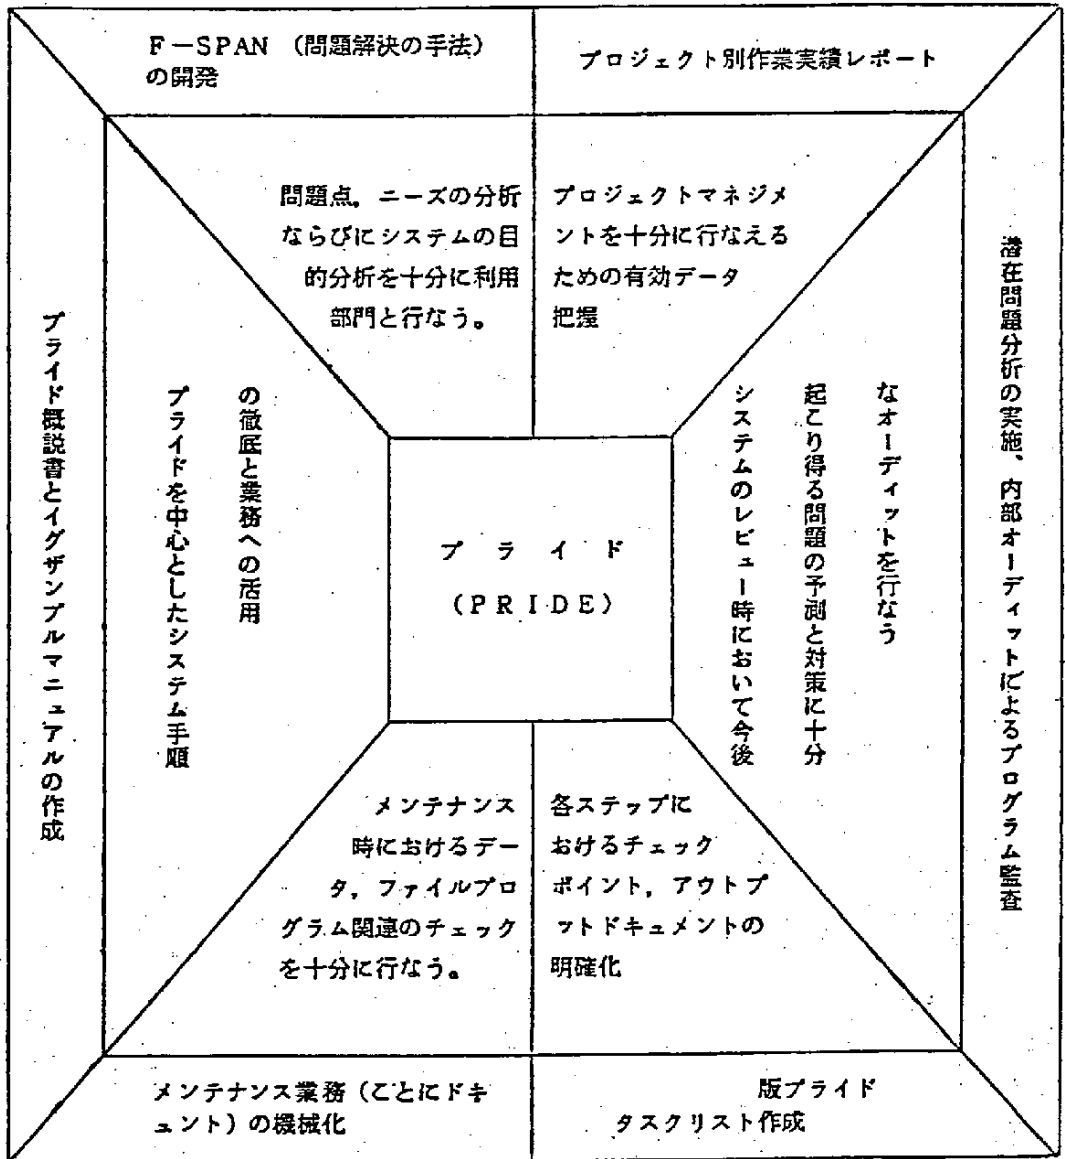 F-SPAN (問題解決の手法)
の開発
プロジェクト別作業実績レポート
問題点,ニーズの分析
ならびにシステムの目
的分析を十分に利用
部門と行なう。
プロジェクトマネジメ
ントを十分に行なえる
ための有効データ
把握
プライド概説書とイグザンプルマニュアルの作成
プライドを中心としたシステム手順
の徹底と業務への活用
プライド
(PRIDE)
システムのレビュー時において今後
起こり得る問題の予測と対策に十分
なオーディットを行なう
潜在問題分析の実施、内部オーディットによるプログラム監査
メンテナンス
時におけるデー
タ,ファイルプロ
グラム関連のチェック
を十分に行なう。
各ステップに
おけるチェック
ポイント,アウトプ
ットドキュメントの
明確化
メンテナンス業務(ことにドキ
ュント)の機械化
版プライド
タスクリスト作成